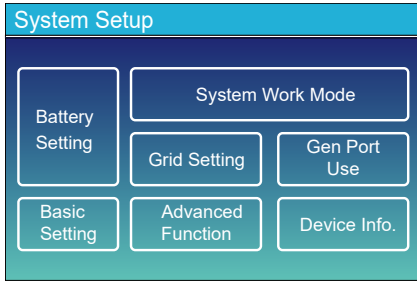 System Setup
Battery
Setting
System Work Mode
Grid Setting
Gen Port
Use
Basic
Setting
Advanced
Function
Device Info.